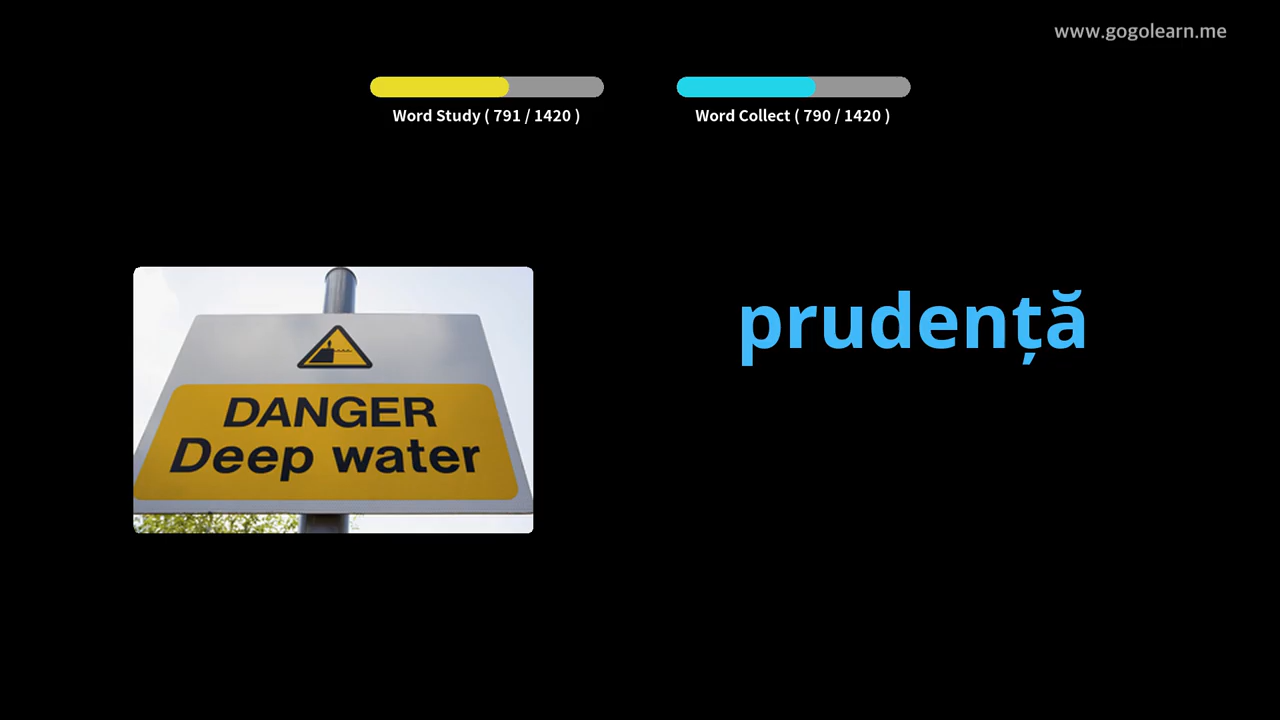 www.gogolearn.me
Word Study ( 791 / 1420 )
Word Collect ( 790 / 1420 )
DANGER
Deep water
prudență